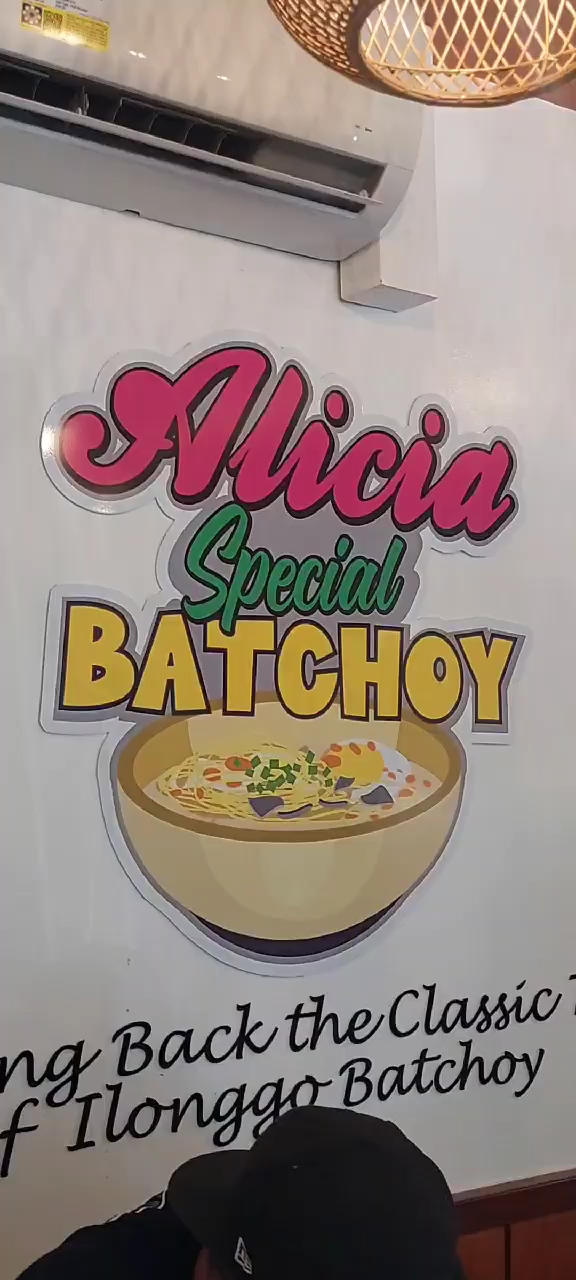 Alicia
Special
BATCHOY
ng Back the Classic T
f Ilonggo Batchoy